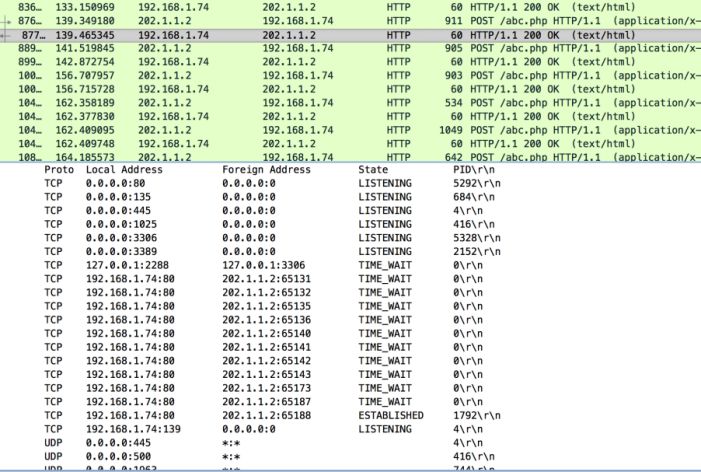 836… 133.150969 192.168.1.74 202.1.1.2 HTTP 60 HTTP/1.1 200 OK (text/html)
876… 139.349180 202.1.1.2 192.168.1.74 HTTP 911 POST /abc.php HTTP/1.1 (application/x-
877… 139.465345 192.168.1.74 202.1.1.2 HTTP 60 HTTP/1.1 200 OK (text/html)
889… 141.519845 202.1.1.2 192.168.1.74 HTTP 905 POST /abc.php HTTP/1.1 (application/x-
899… 142.872754 192.168.1.74 202.1.1.2 HTTP 60 HTTP/1.1 200 OK (text/html)
100… 156.707957 202.1.1.2 192.168.1.74 HTTP 903 POST /abc.php HTTP/1.1 (application/x-
100… 156.715728 192.168.1.74 202.1.1.2 HTTP 60 HTTP/1.1 200 OK (text/html)
104… 162.358189 202.1.1.2 192.168.1.74 HTTP 534 POST /abc.php HTTP/1.1 (application/x-
104… 162.377830 192.168.1.74 202.1.1.2 HTTP 60 HTTP/1.1 200 OK (text/html)
104… 162.409095 202.1.1.2 192.168.1.74 HTTP 1049 POST /abc.php HTTP/1.1 (application/x-
104… 162.409748 192.168.1.74 202.1.1.2 HTTP 60 HTTP/1.1 200 OK (text/html)
108… 164.185573 202.1.1.2 192.168.1.74 HTTP 642 POST /abc.php HTTP/1.1 (application/x-
Proto Local Address Foreign Address State PID\r\n
TCP 0.0.0.0:80 0.0.0.0:0 LISTENING 5292\r\n
TCP 0.0.0.0:135 0.0.0.0:0 LISTENING 684\r\n
TCP 0.0.0.0:445 0.0.0.0:0 LISTENING 4\r\n
TCP 0.0.0.0:1025 0.0.0.0:0 LISTENING 416\r\n
TCP 0.0.0.0:3306 0.0.0.0:0 LISTENING 5328\r\n
TCP 0.0.0.0:3389 0.0.0.0:0 LISTENING 2152\r\n
TCP 127.0.0.1:2288 127.0.0.1:3306 TIME_WAIT 0\r\n
TCP 192.168.1.74:80 202.1.1.2:65131 TIME_WAIT 0\r\n
TCP 192.168.1.74:80 202.1.1.2:65132 TIME_WAIT 0\r\n
TCP 192.168.1.74:80 202.1.1.2:65135 TIME_WAIT 0\r\n
TCP 192.168.1.74:80 202.1.1.2:65136 TIME_WAIT 0\r\n
TCP 192.168.1.74:80 202.1.1.2:65140 TIME_WAIT 0\r\n
TCP 192.168.1.74:80 202.1.1.2:65141 TIME_WAIT 0\r\n
TCP 192.168.1.74:80 202.1.1.2:65142 TIME_WAIT 0\r\n
TCP 192.168.1.74:80 202.1.1.2:65143 TIME_WAIT 0\r\n
TCP 192.168.1.74:80 202.1.1.2:65173 TIME_WAIT 0\r\n
TCP 192.168.1.74:80 202.1.1.2:65187 TIME_WAIT 0\r\n
TCP 192.168.1.74:80 202.1.1.2:65188 ESTABLISHED 1792\r\n
TCP 192.168.1.74:139 0.0.0.0:0 LISTENING 4\r\n
UDP 0.0.0.0:445 *:* 4\r\n
UDP 0.0.0.0:500 *:* 416\r\n
UDP 0.0.0.0:1963 *:* 744\r\n